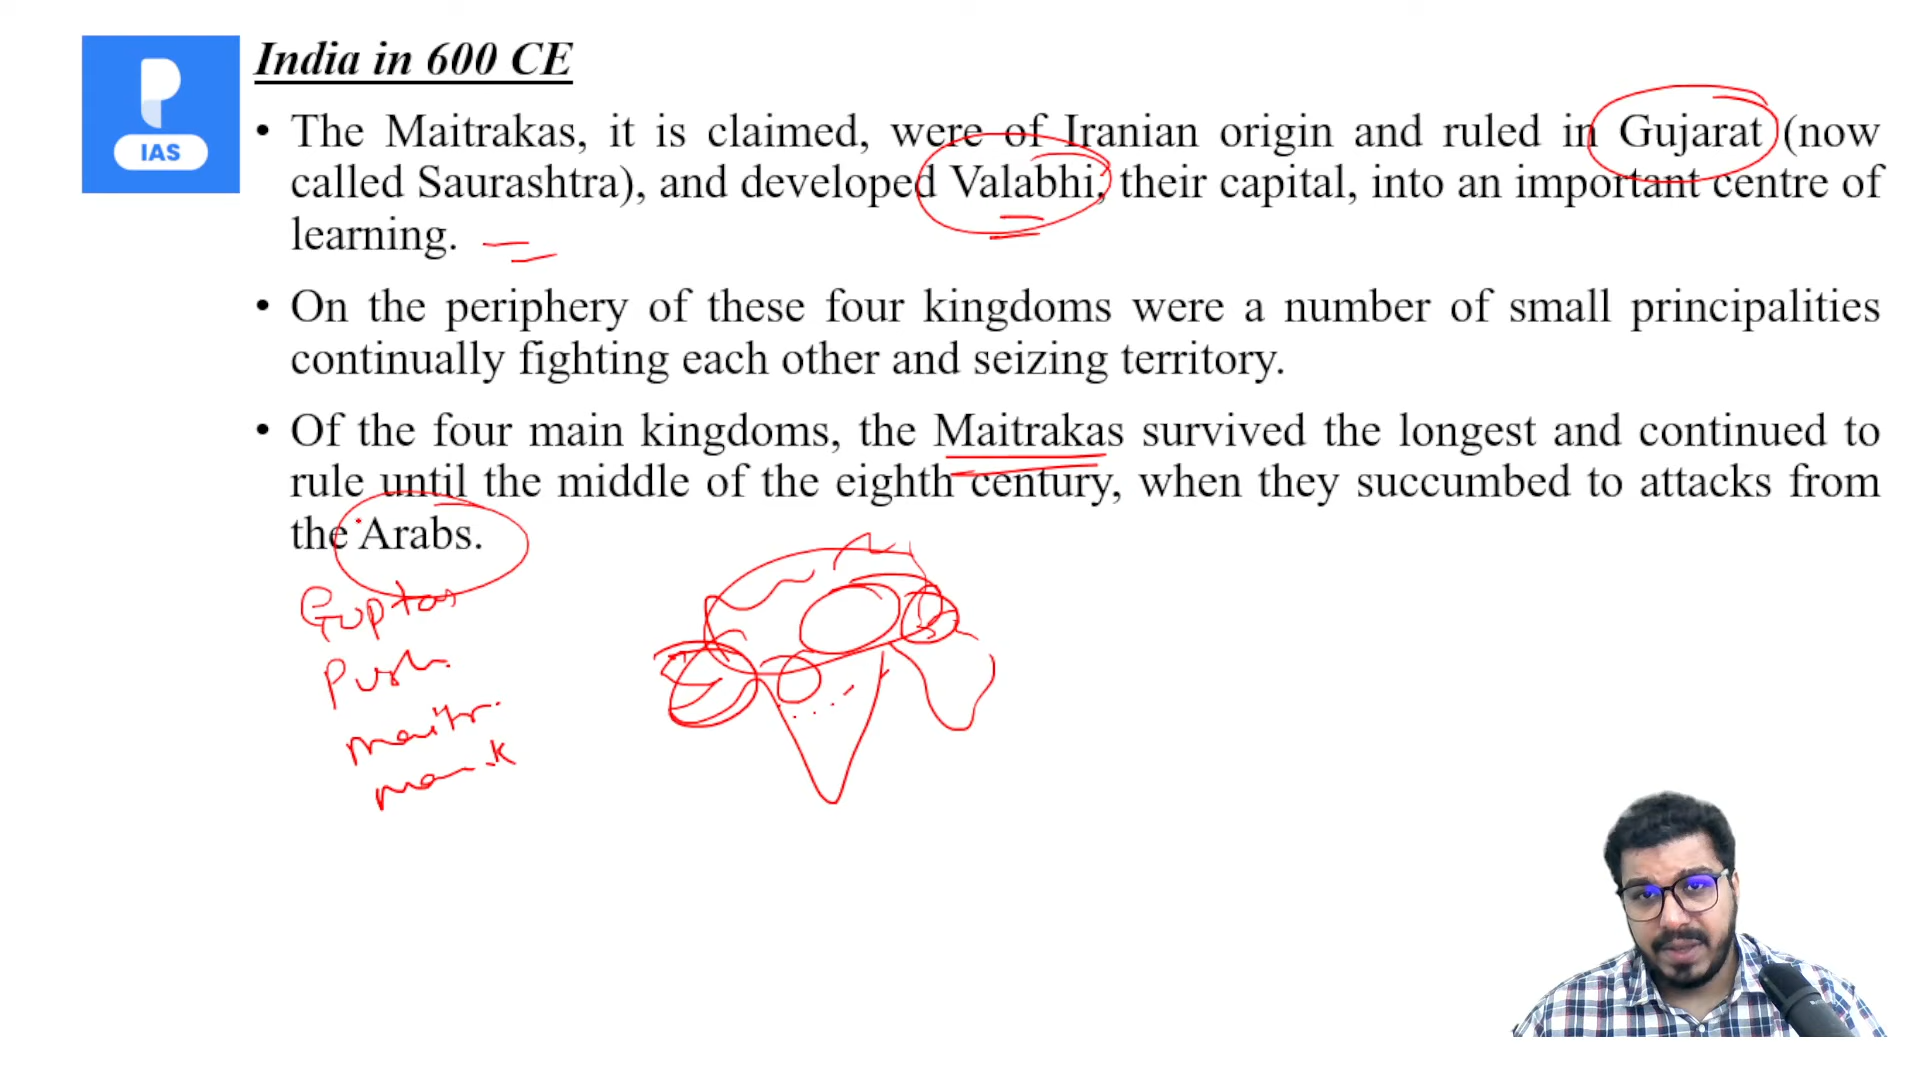 India in 600 CE
IAS
• The Maitrakas, it is claimed, were of Iranian origin and ruled in Gujarat (now
called Saurashtra), and developed Valabhi, their capital, into an important centre of
learning.
• On the periphery of these four kingdoms were a number of small principalities
continually fighting each other and seizing territory.
• Of the four main kingdoms, the Maitrakas survived the longest and continued to
rule until the middle of the eighth century, when they succumbed to attacks from
the Arabs.
Guptas
Push.
Maitr.